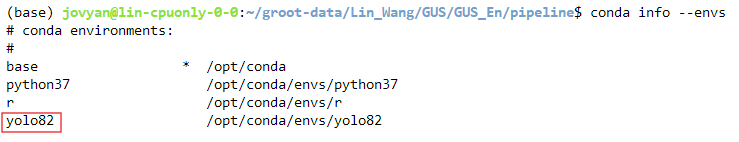 (base) jovyan@lin-cpuonly-0-0:~/groot-data/Lin_Wang/GUS/GUS_En/pipeline$ conda info --envs
# conda environments:
#
base                  *  /opt/conda
python37                 /opt/conda/envs/python37
r                        /opt/conda/envs/r
yolo82                   /opt/conda/envs/yolo82